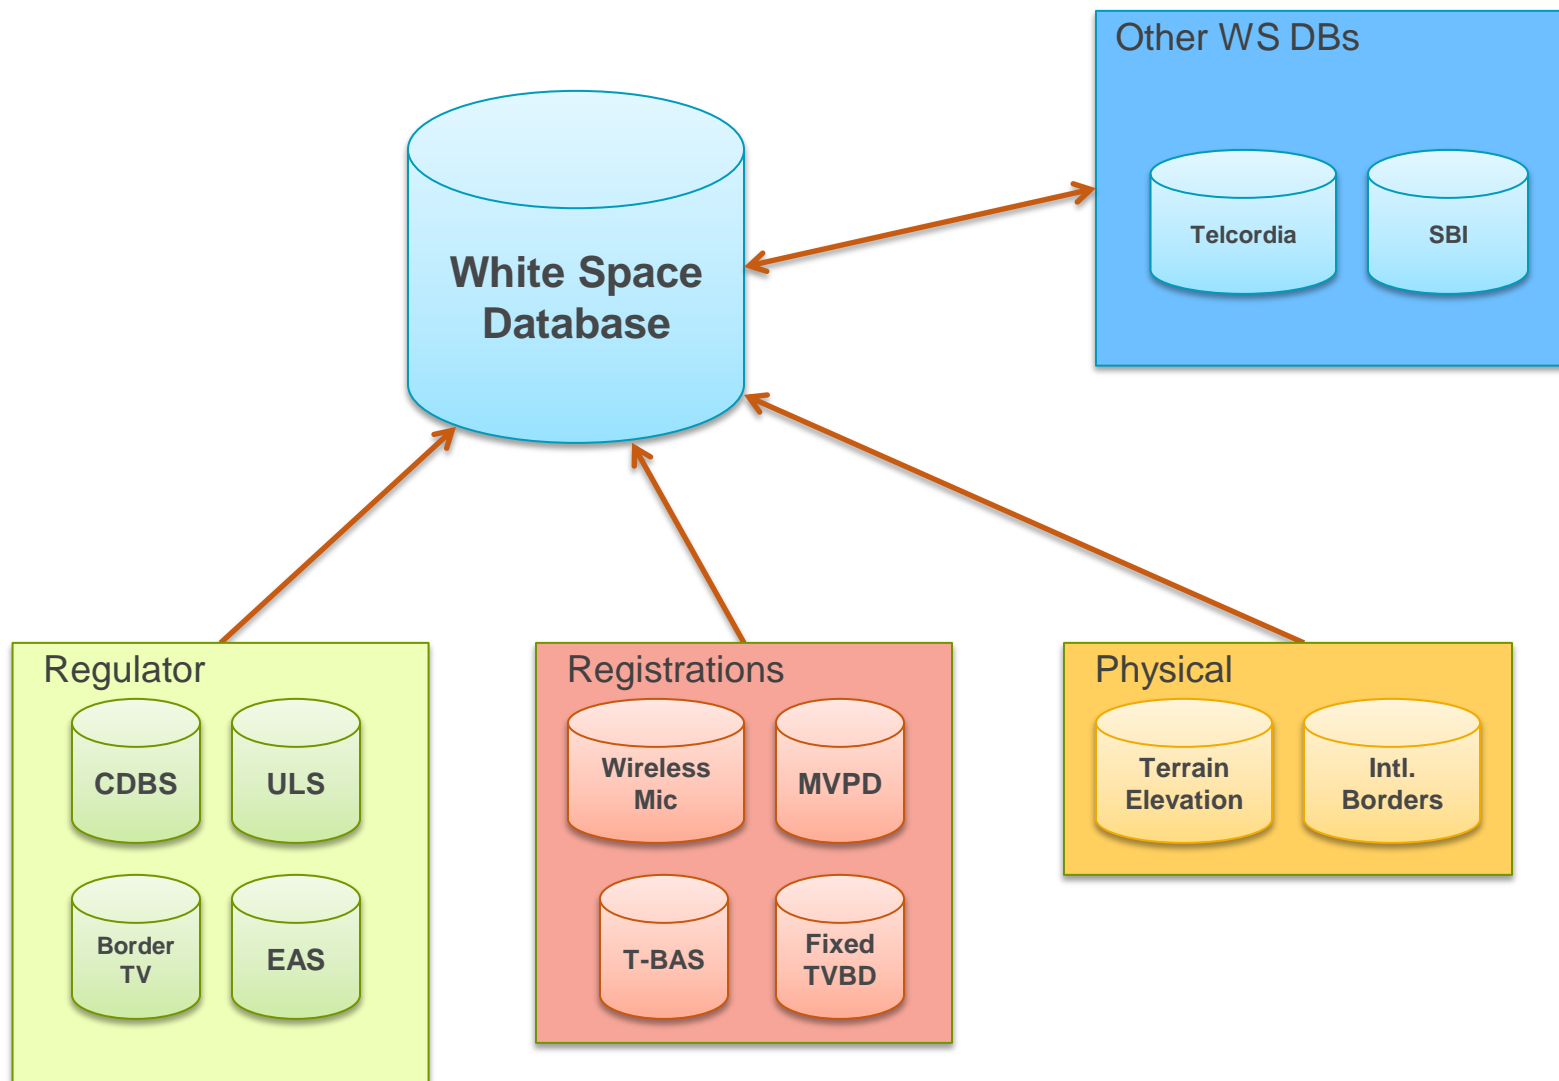 Other WS DBs
Telcordia
SBI
White Space
Database
Regulator
CDBS
ULS
Border
TV
EAS
Registrations
Wireless
Mic
MVPD
T-BAS
Fixed
TVBD
Physical
Terrain
Elevation
Intl.
Borders